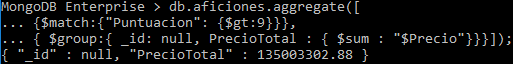 MongoDB Enterprise > db.aficiones.aggregate([
... {$match:{"Puntuacion": {$gt:9}}},
... { $group:{ _id: null, PrecioTotal : { $sum : "$Precio"}}}]);
{ "_id" : null, "PrecioTotal" : 135003302.88 }